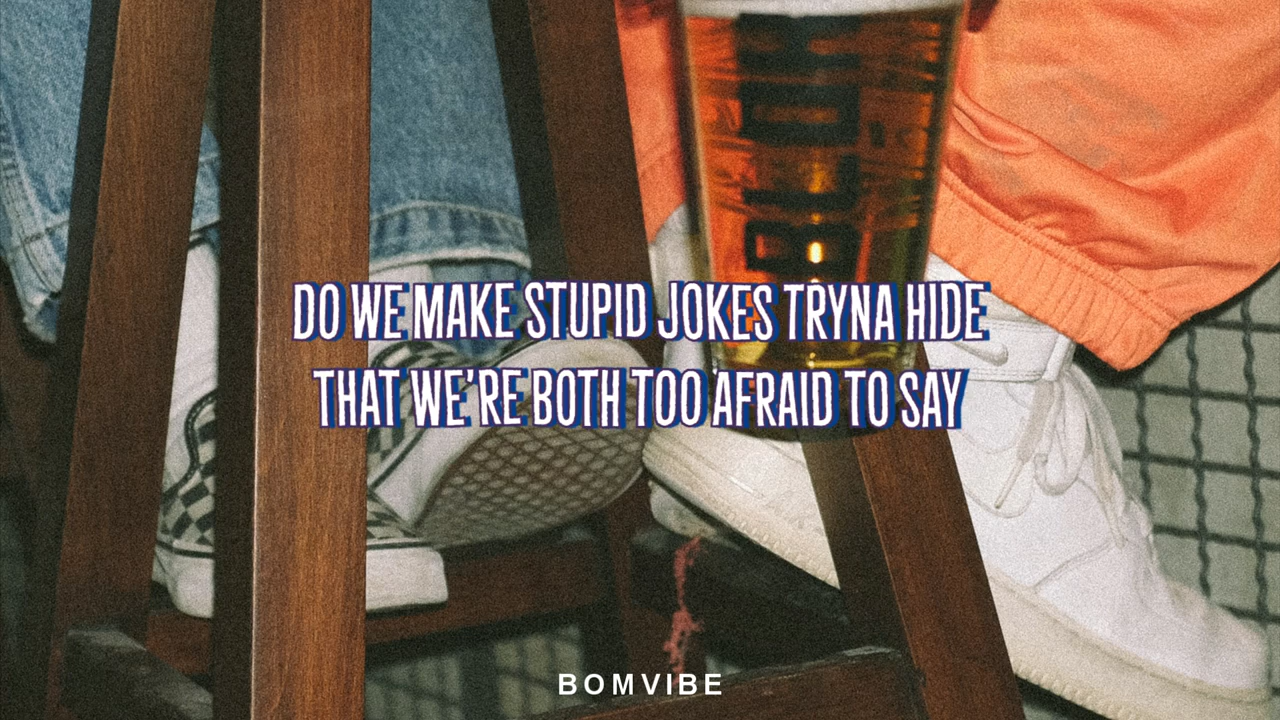 DO WE MAKE STUPID JOKES TRYNA HIDE
THAT WE'RE BOTH TOO AFRAID TO SAY
BOMVIBE